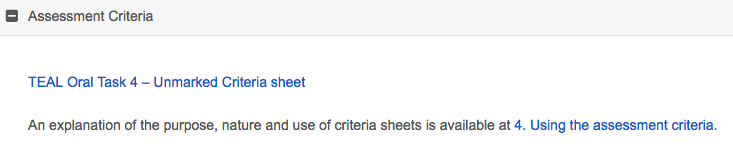 Assessment Criteria
TEAL Oral Task 4 – Unmarked Criteria sheet
An explanation of the purpose, nature and use of criteria sheets is available at 4. Using the assessment criteria.